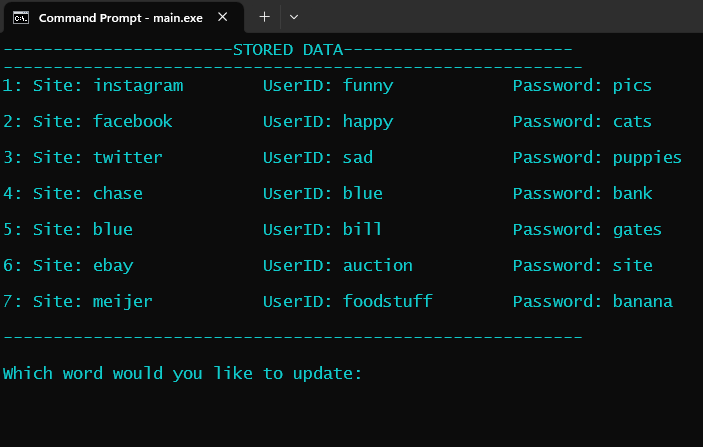 Command Prompt - main.exe
-----------------------STORED DATA-----------------------
----------------------------------------------------------
1: Site: instagram        UserID: funny            Password: pics
2: Site: facebook         UserID: happy            Password: cats
3: Site: twitter          UserID: sad              Password: puppies
4: Site: chase            UserID: blue             Password: bank
5: Site: blue             UserID: bill             Password: gates
6: Site: ebay             UserID: auction          Password: site
7: Site: meijer           UserID: foodstuff        Password: banana
----------------------------------------------------------
Which word would you like to update: